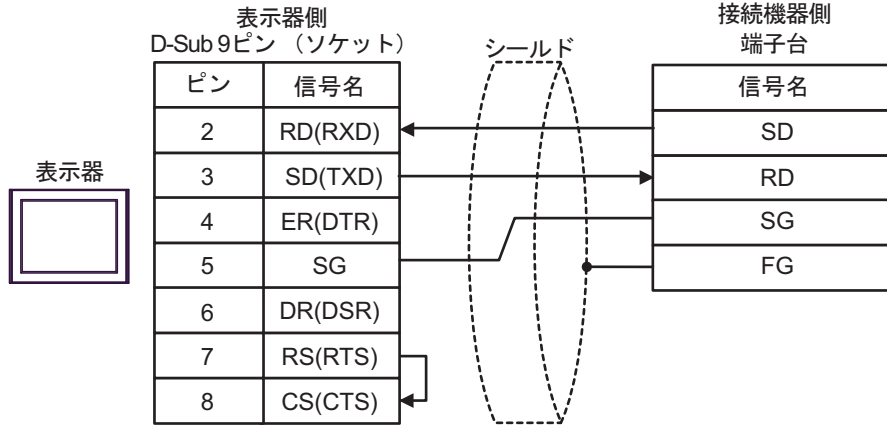 表示器側
D-Sub 9ピン （ソケット）
シールド
接続機器側
端子台
表示器
ピン 信号名
2 RD(RXD)
3 SD(TXD)
4 ER(DTR)
5 SG
6 DR(DSR)
7 RS(RTS)
8 CS(CTS)
信号名
SD
RD
SG
FG